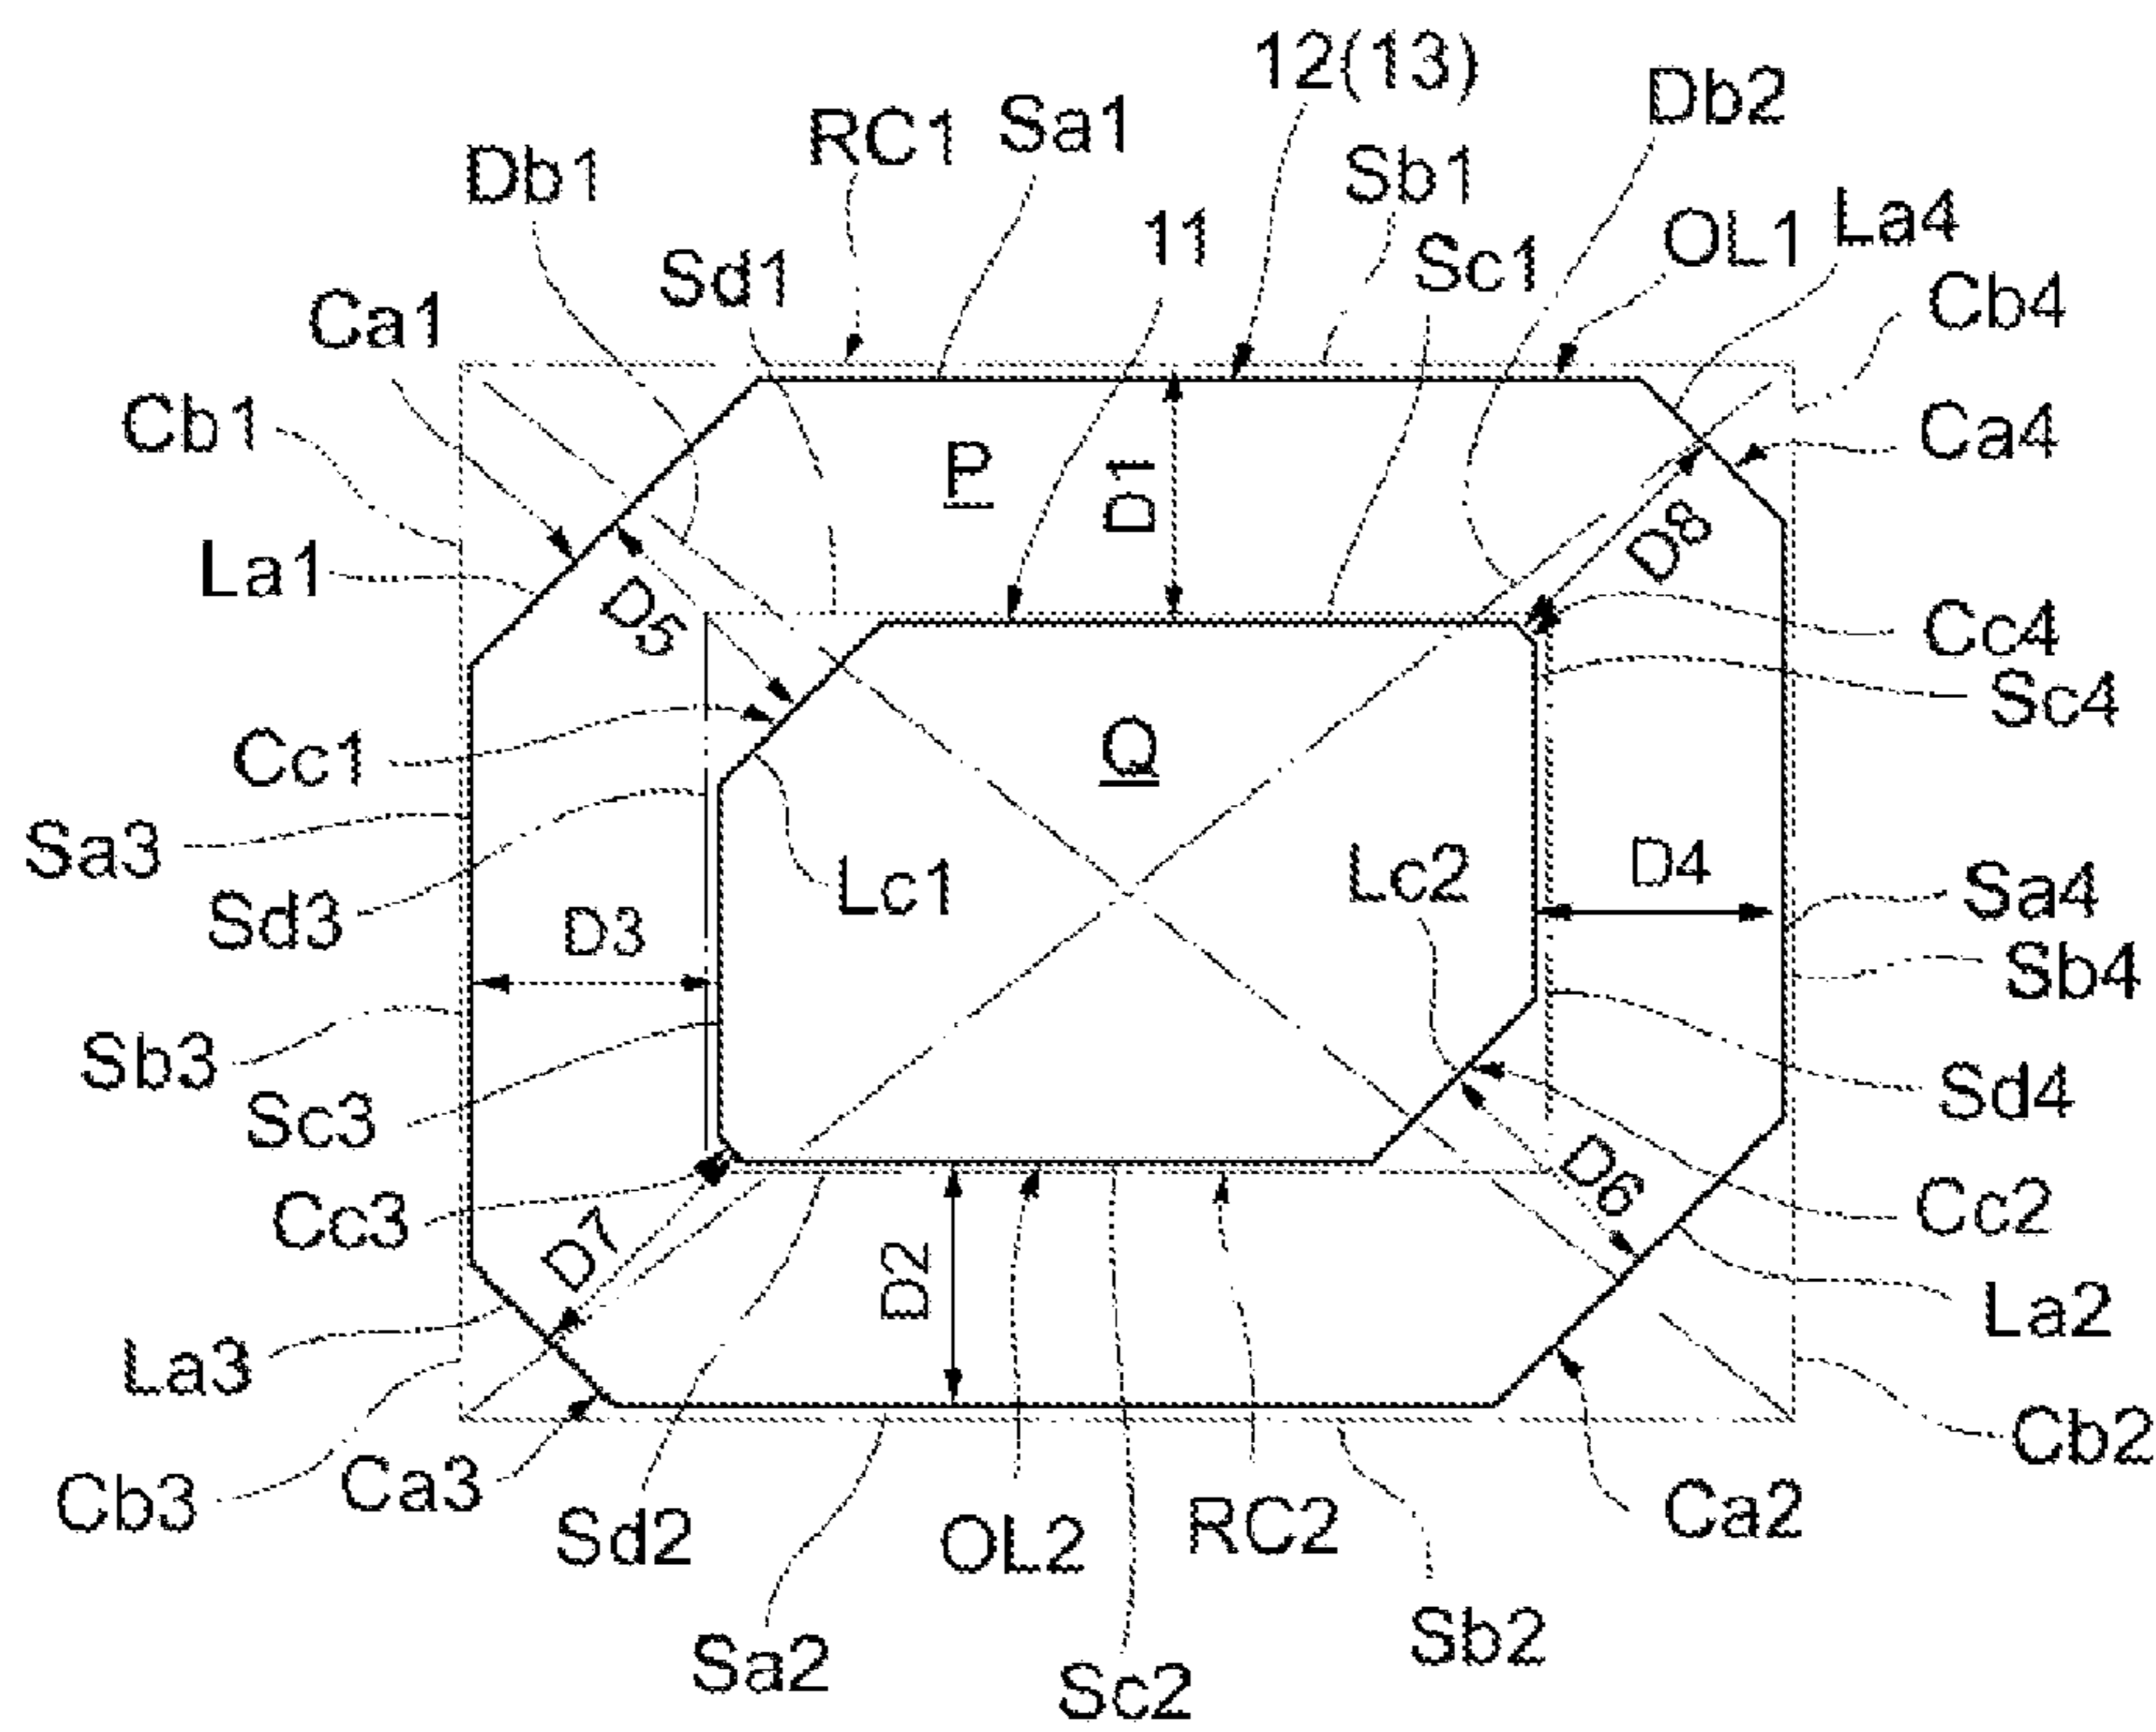 12(13)
Db2
RC1
Sa1
Sb1
Db1
11
La4
Sd1
Sc1
OL1
Ca1
Cb4
Cb1
Ca4
P
D1
D8
La1
D5
Cc4
Sc4
Cc1
Q
Sa3
Lc1
Lc2
D4
Sd3
D3
Sa4
Sb4
Sb3
Sc3
Sd4
D6
Cc3
D7
Cc2
D2
La3
La2
Cb3
Ca3
Sd2
OL2
RC2
Ca2
Cb2
Sa2
Sc2
Sb2